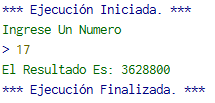 *** Ejecución Iniciada. ***
Ingrese Un Numero
> 17
El Resultado Es: 3628800
*** Ejecución Finalizada. ***